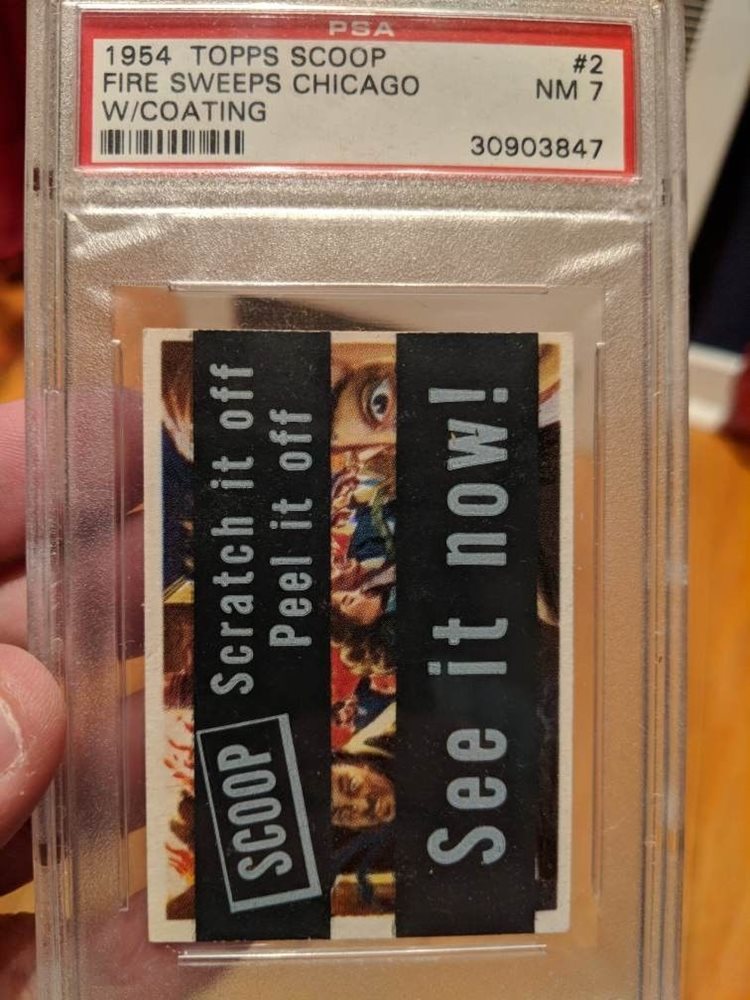 PSA
1954 TOPPS SCOOP
#2
FIRE SWEEPS CHICAGO
NM 7
W/COATING
30903847
SCOOP Scratch it off
Peel it off
See it now!